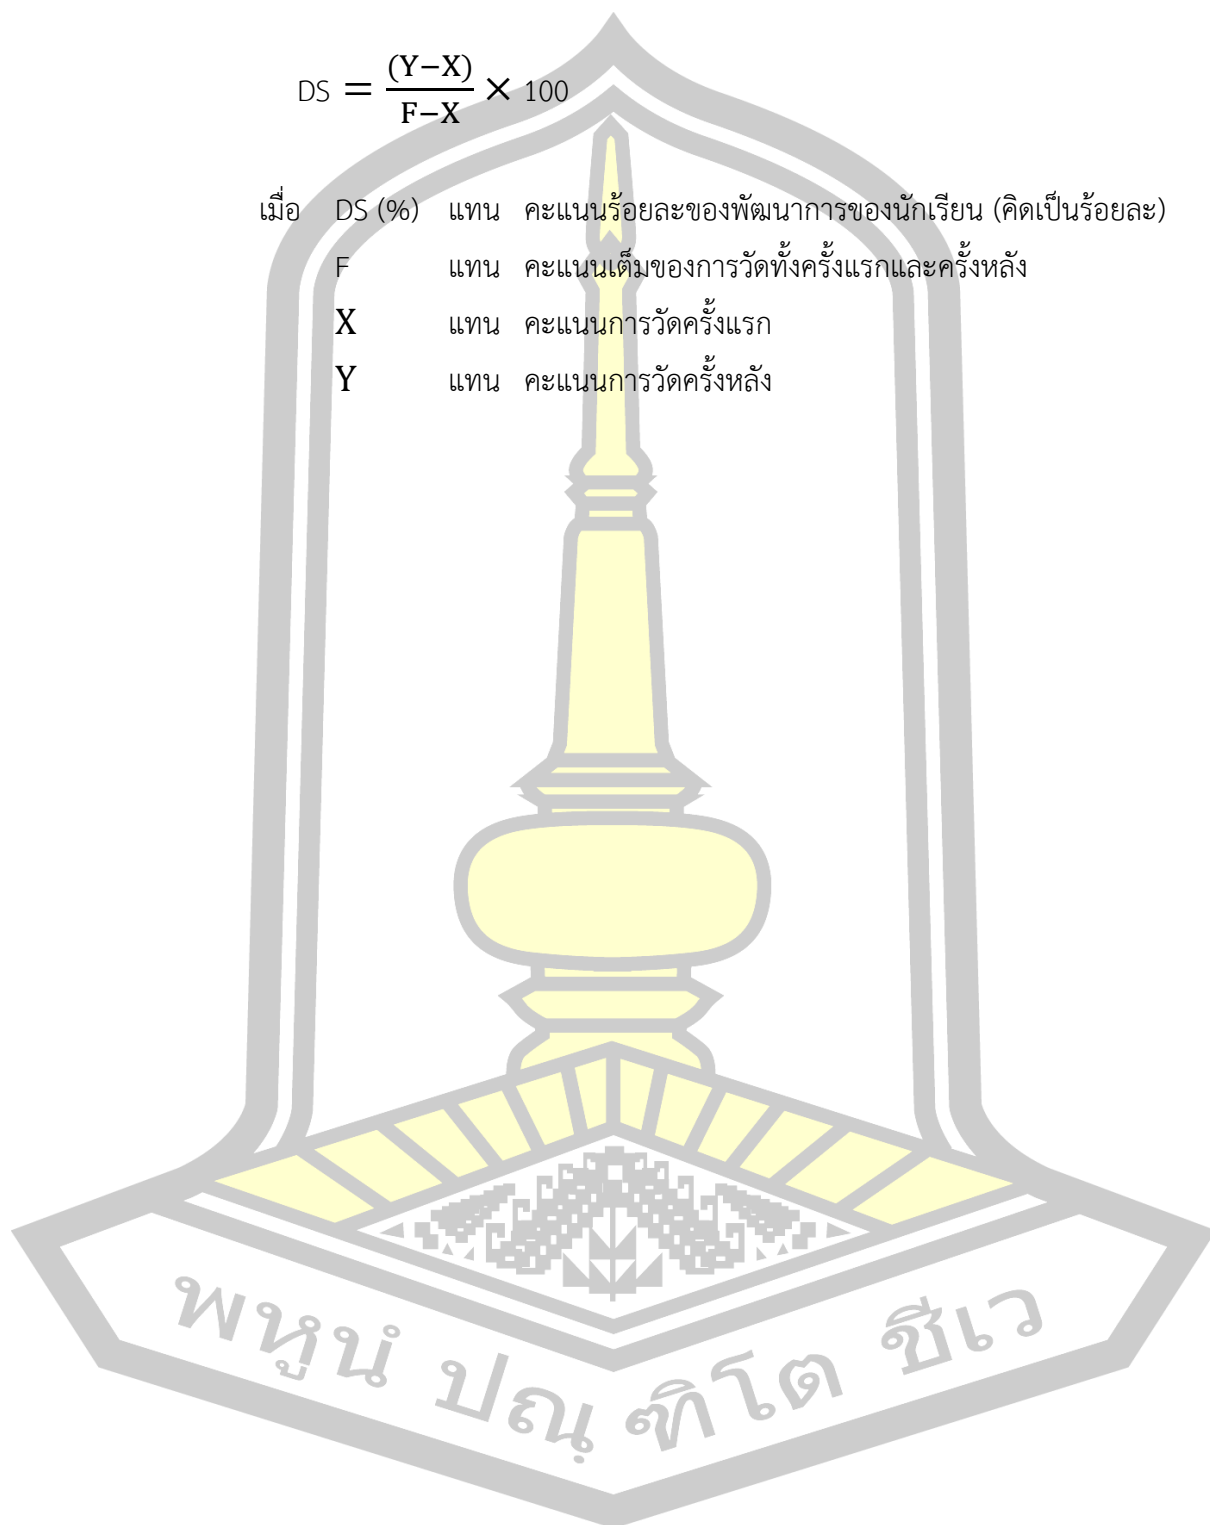 DS = (Y−X)/F−X × 100
เมื่อ DS (%) แทน คะแนนร้อยละของพัฒนาการของนักเรียน (คิดเป็นร้อยละ)
F แทน คะแนนเต็มของการวัดทั้งครั้งแรกและครั้งหลัง
X แทน คะแนนการวัดครั้งแรก
Y แทน คะแนนการวัดครั้งหลัง
พหูนํ ปณฺฑิโต ชีเว